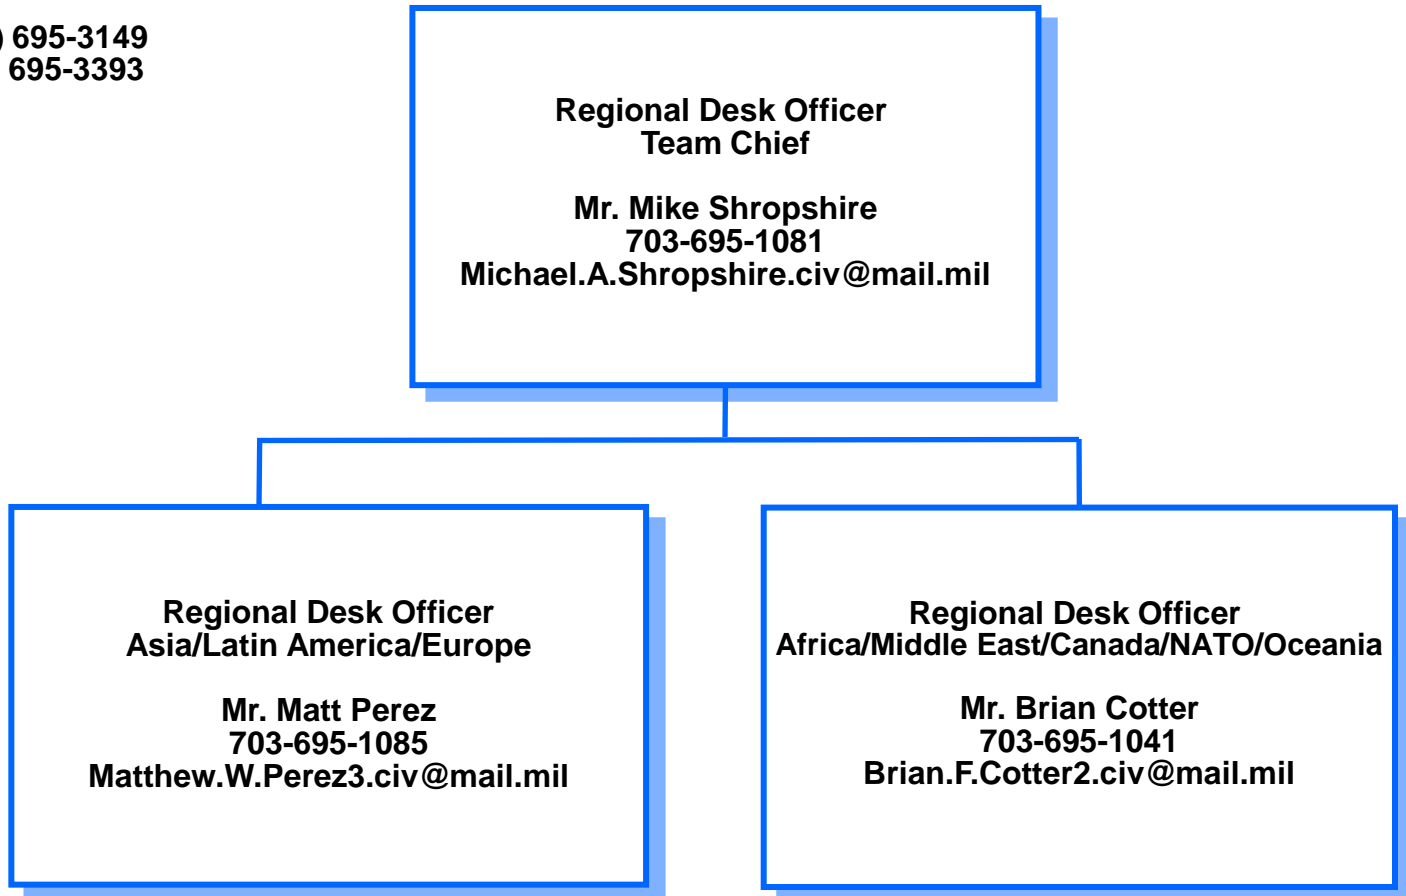 ) 695-3149
695-3393
Regional Desk Officer
Team Chief
Mr. Mike Shropshire
703-695-1081
Michael.A.Shropshire.civ@mail.mil
Regional Desk Officer
Asia/Latin America/Europe
Mr. Matt Perez
703-695-1085
Matthew.W.Perez3.civ@mail.mil
Regional Desk Officer
Africa/Middle East/Canada/NATO/Oceania
Mr. Brian Cotter
703-695-1041
Brian.F.Cotter2.civ@mail.mil